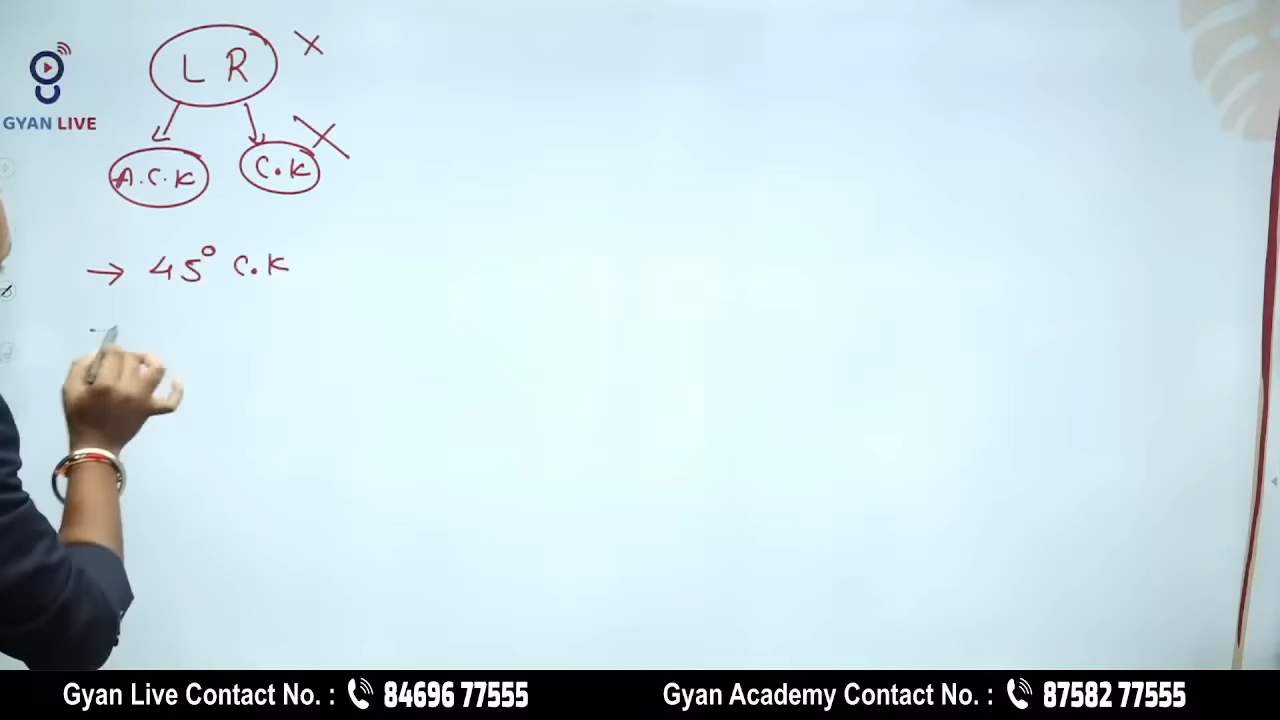 L R
GYAN LIVE
A.C.K C.K
→ 45° C.K
Gyan Live Contact No. : 84696 77555 Gyan Academy Contact No. : 87582 77555